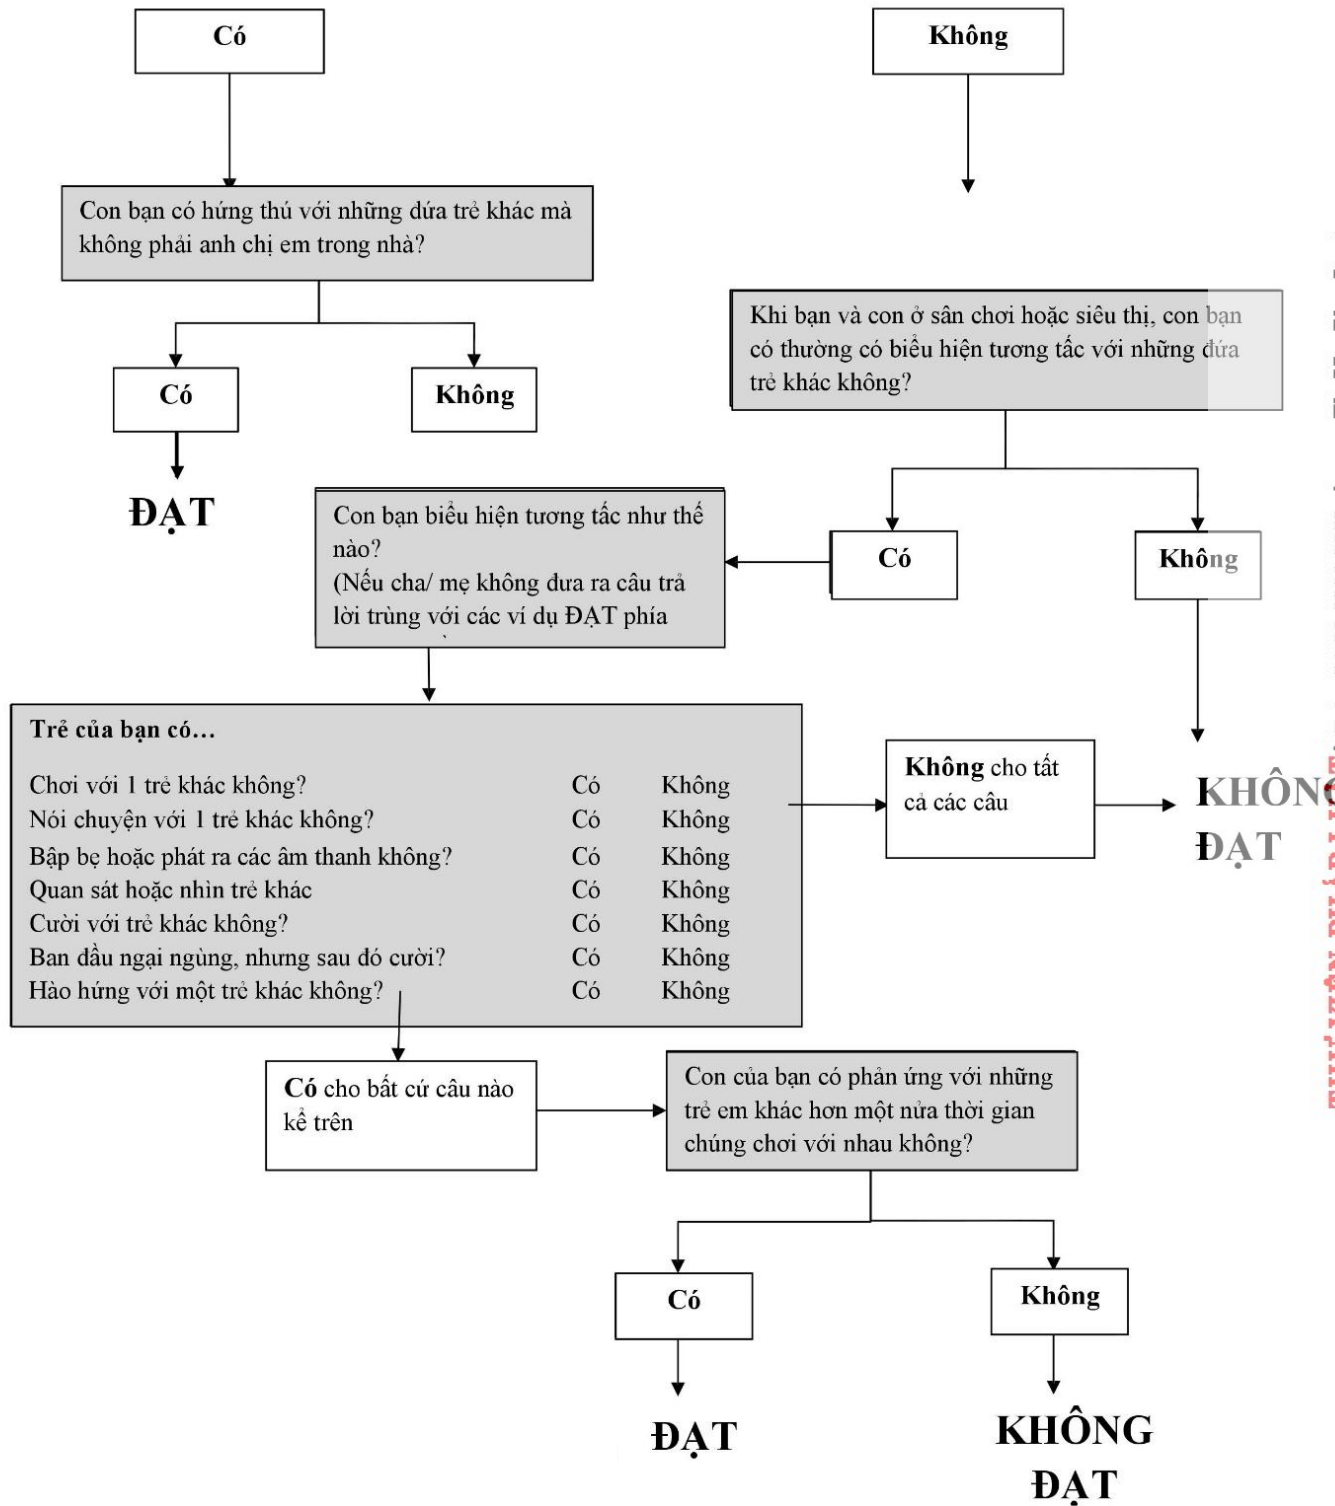 Có
Không
Con bạn có hứng thú với những đứa trẻ khác mà
không phải anh chị em trong nhà?
Khi bạn và con ở sân chơi hoặc siêu thị, con bạn
có thường có biểu hiện tương tấc với những đứa
trẻ khác không?
Có
Không
ĐẠT
Con bạn biểu hiện tương tấc như thế
nào?
(Nếu cha/ mẹ không đưa ra câu trả
lời trùng với các ví dụ ĐẠT phía
Có
Không
Trẻ của bạn có...
Chơi với 1 trẻ khác không? Có Không
Nói chuyện với 1 trẻ khác không? Có Không
Bập bẹ hoặc phát ra các âm thanh không? Có Không
Quan sát hoặc nhìn trẻ khác Có Không
Cười với trẻ khác không? Có Không
Ban đầu ngại ngùng, nhưng sau đó cười? Có Không
Hào hứng với một trẻ khác không? Có Không
Không cho tất
cả các câu
KHÔNG
ĐẠT
Có cho bất cứ câu nào
kể trên
Con của bạn có phản ứng với những
trẻ em khác hơn một nửa thời gian
chúng chơi với nhau không?
Có
Không
ĐẠT
KHÔNG
ĐẠT